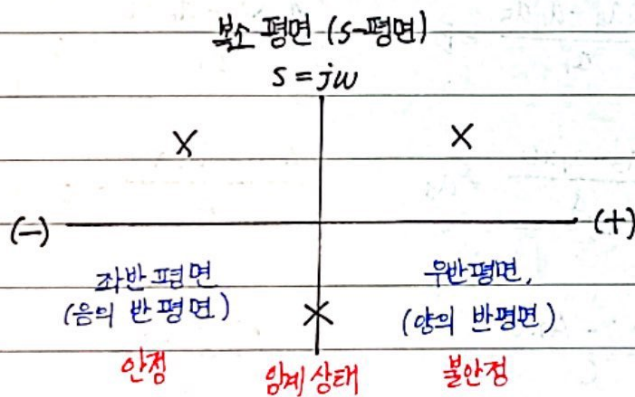 복소 평면 (s-평면)
s = jw
×
×
(-)
(+)
좌반평면
(음의 반평면)
우반평면,
(양의 반평면)
×
안정
임계상태
불안정